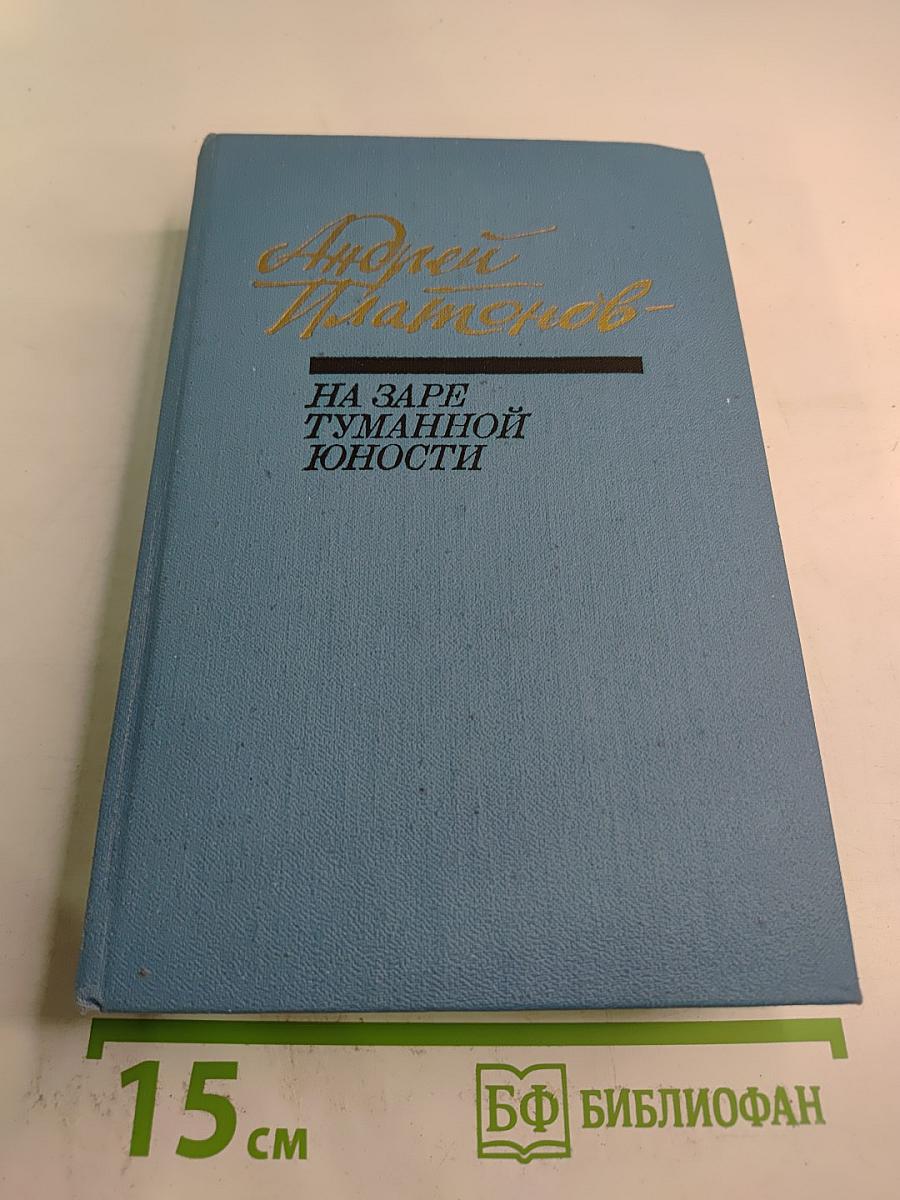 Андрей
Платонов
НА ЗАРЕ
ТУМАННОЙ
ЮНОСТИ
15 см
БФ БИБЛИОФАН